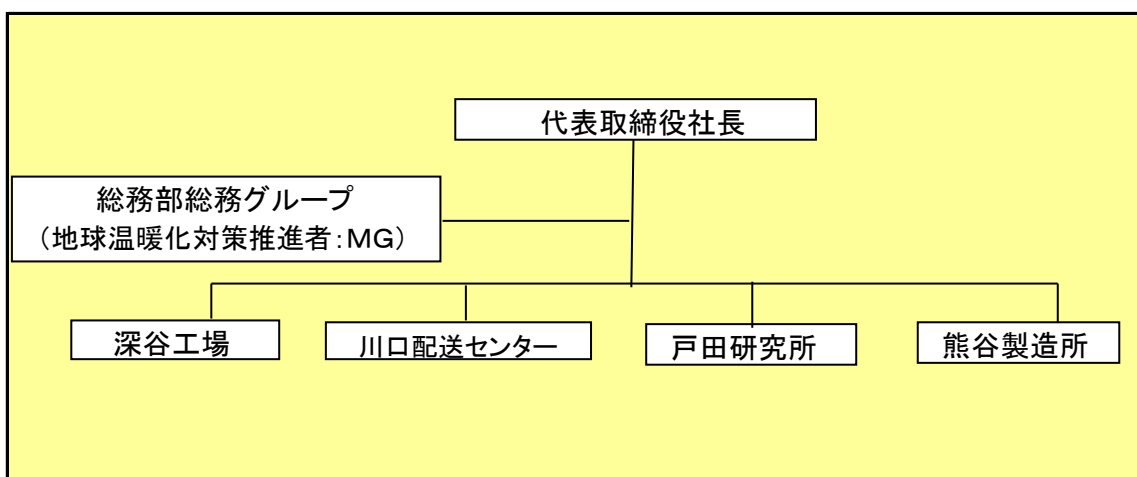 代表取締役社長
総務部総務グループ
（地球温暖化対策推進者：MG）
深谷工場
川口配送センター
戸田研究所
熊谷製造所